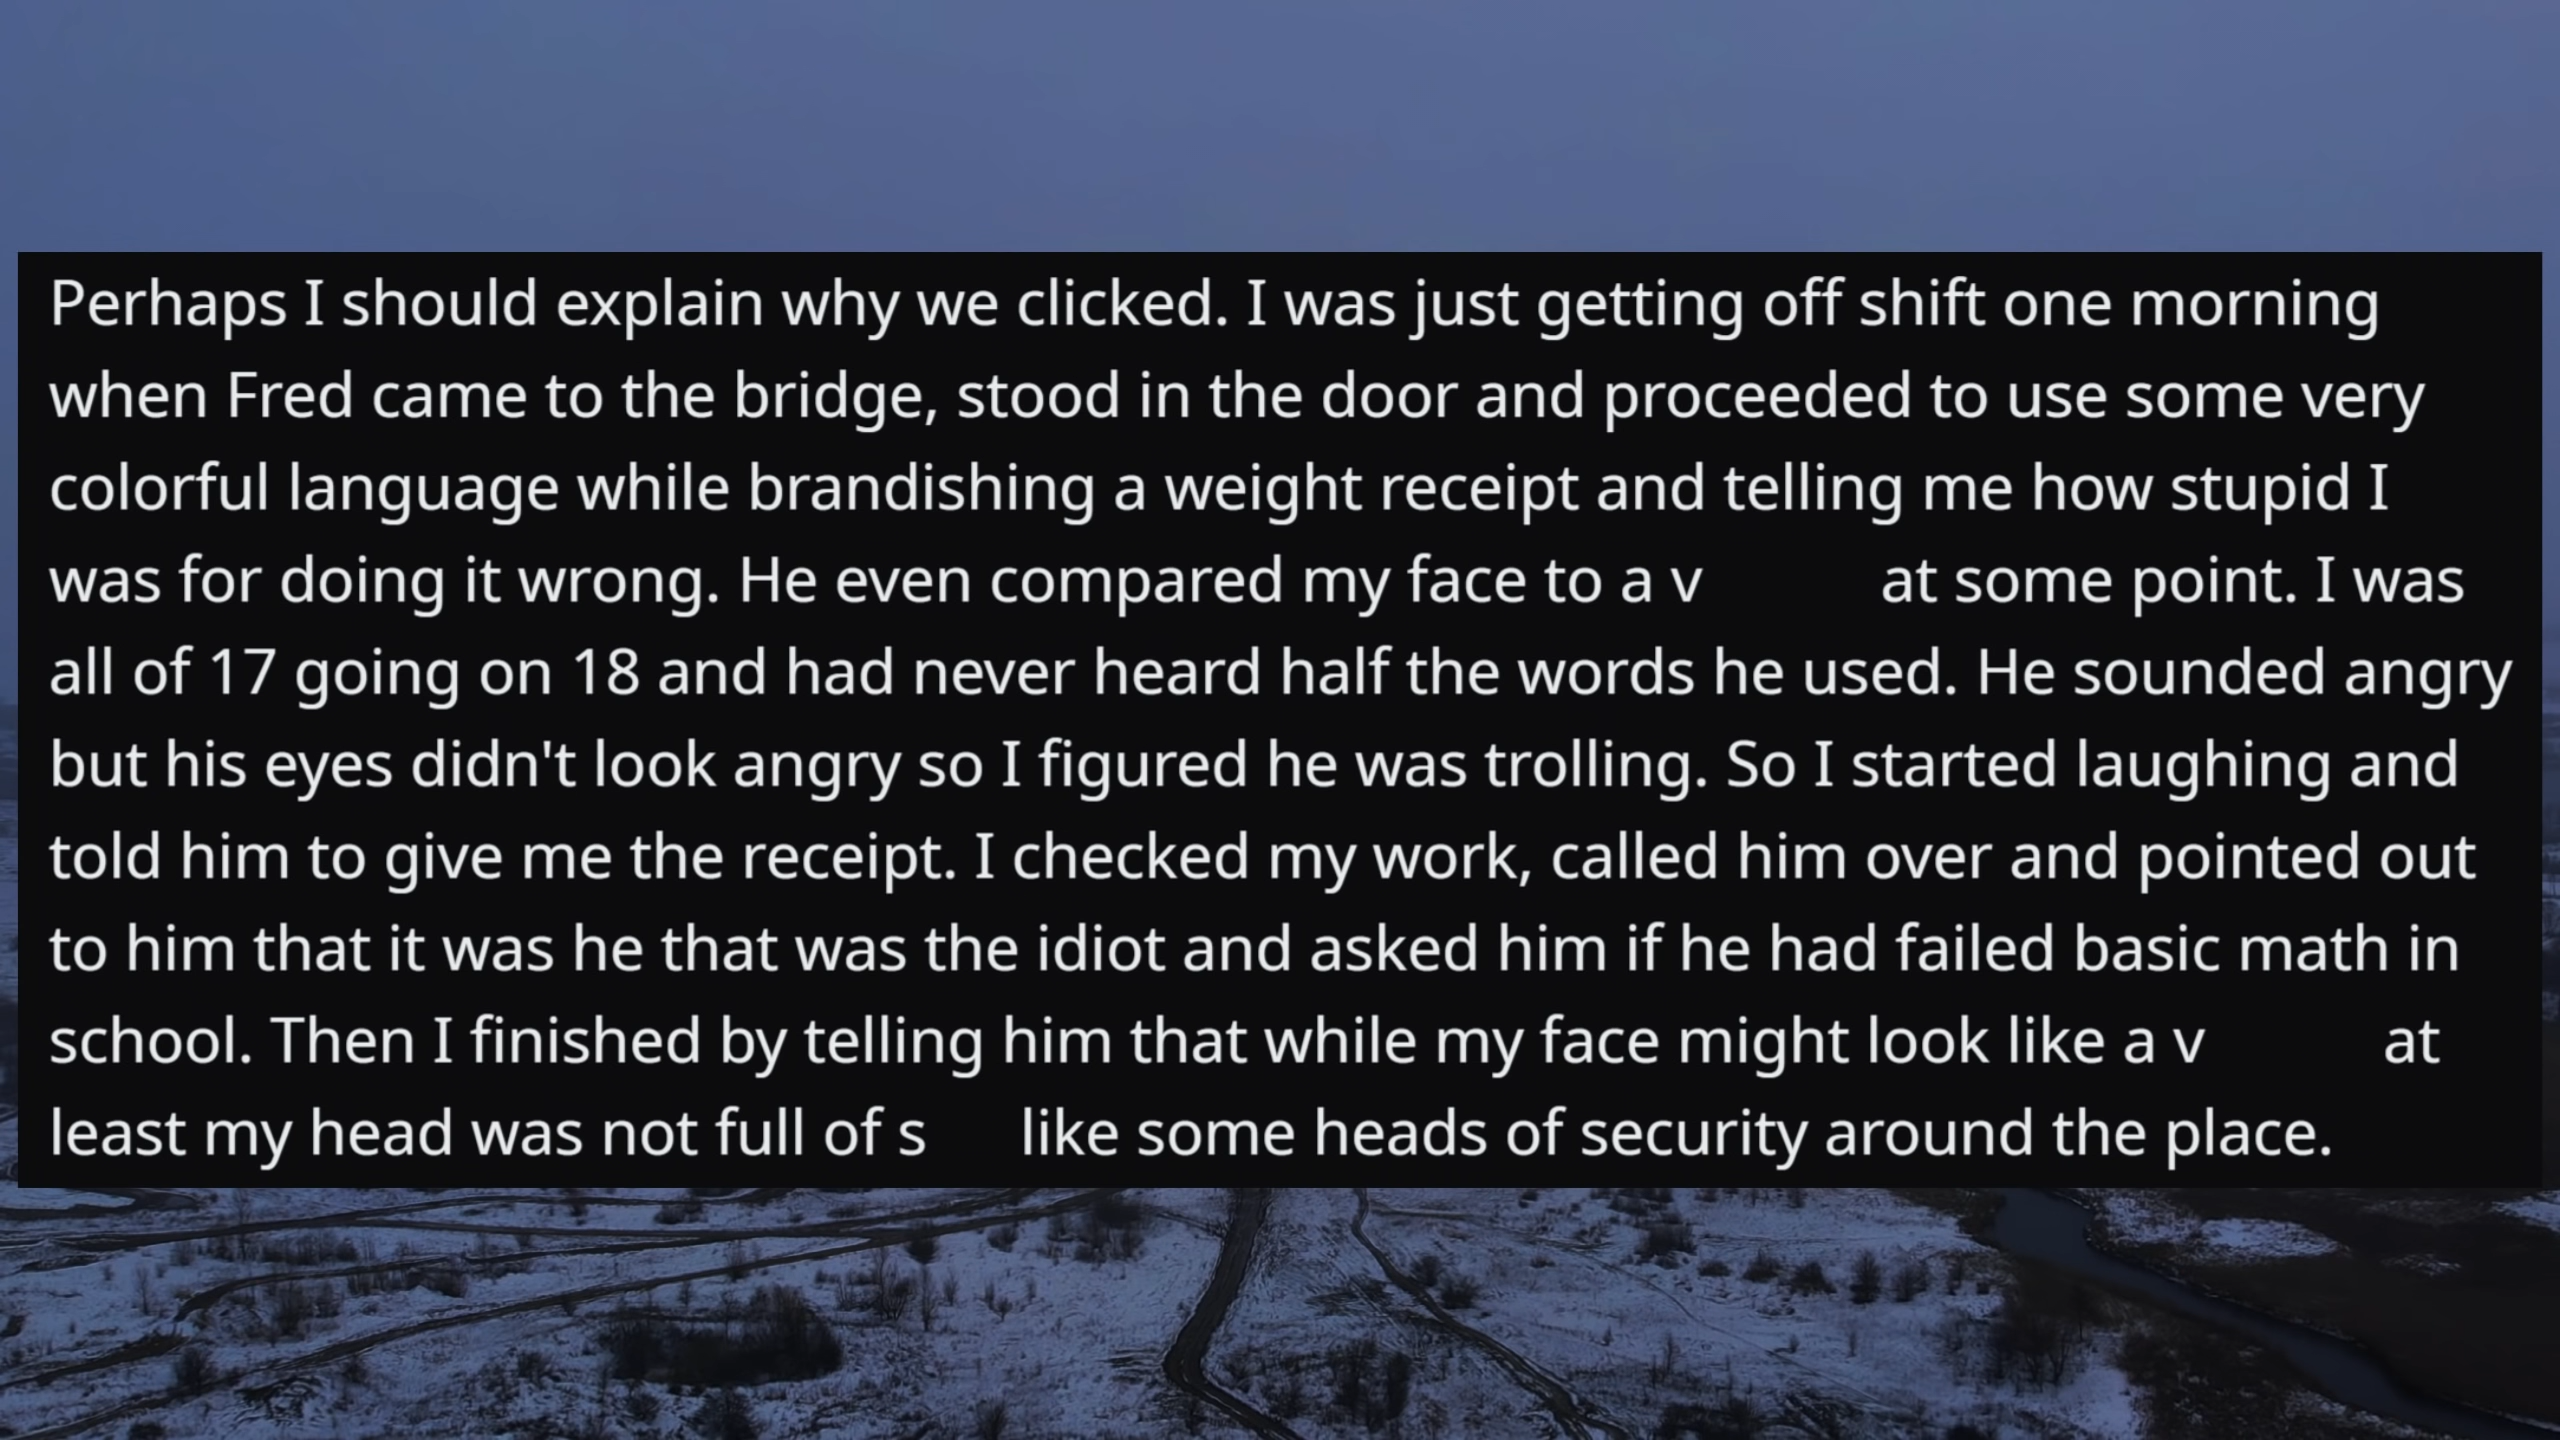 Perhaps I should explain why we clicked. I was just getting off shift one morning
when Fred came to the bridge, stood in the door and proceeded to use some very
colorful language while brandishing a weight receipt and telling me how stupid I
was for doing it wrong. He even compared my face to a v at some point. I was
all of 17 going on 18 and had never heard half the words he used. He sounded angry
but his eyes didn't look angry so I figured he was trolling. So I started laughing and
told him to give me the receipt. I checked my work, called him over and pointed out
to him that it was he that was the idiot and asked him if he had failed basic math in
school. Then I finished by telling him that while my face might look like a v at
least my head was not full of s like some heads of security around the place.